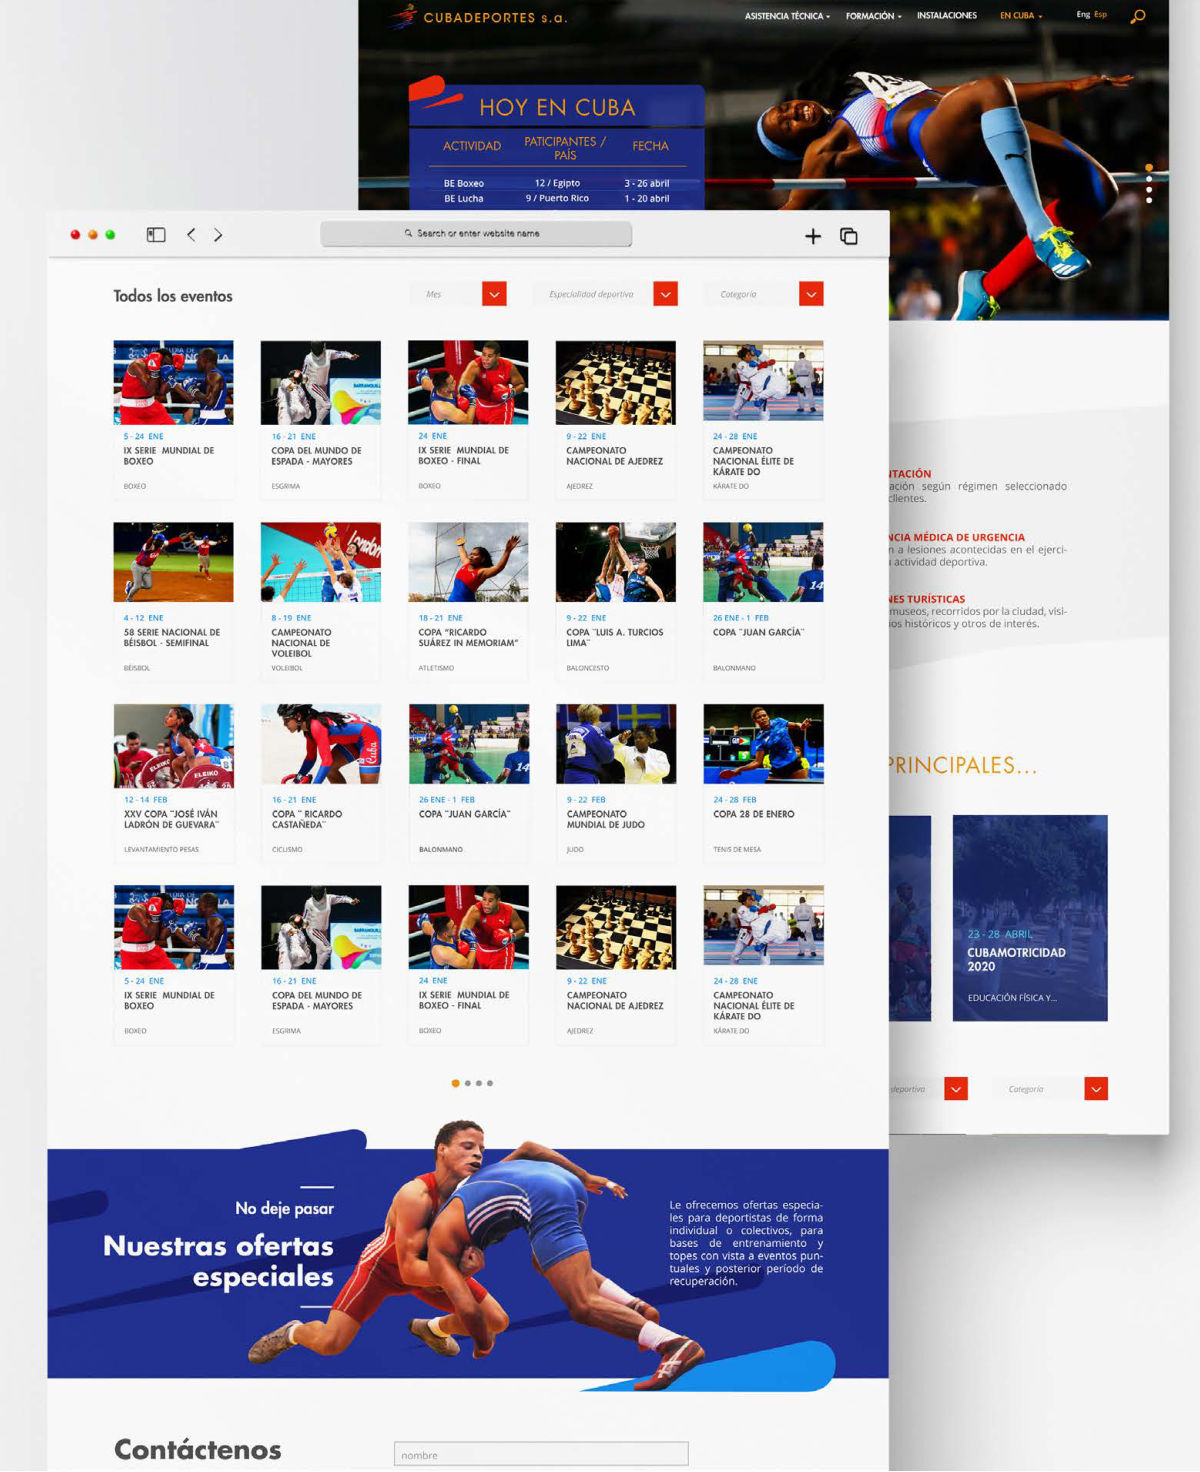 CUBADEPORTES s.a.
ASISTENCIA TÉCNICA
FORMACIÓN
INSTALACIONES
EN CUBA
Eng Esp
HOY EN CUBA
ACTIVIDAD
PATICIPANTES /
PAÍS
FECHA
BE Boxeo
12 / Egipto
3 - 26 abril
BE Lucha
9 / Puerto Rico
1 - 20 abril
Search or enter website name
Todos los eventos
Mes
Especialidad deportiva
Categoría
5 - 24 ENE
IX SERIE MUNDIAL DE
BOXEO
BOXEO
16 - 21 ENE
COPA DEL MUNDO DE
ESPADA - MAYORES
ESGRIMA
24 ENE
IX SERIE MUNDIAL DE
BOXEO - FINAL
BOXEO
9 - 22 ENE
CAMPEONATO
NACIONAL DE AJEDREZ
AJEDREZ
24 - 28 ENE
CAMPEONATO
NACIONAL ÉLITE DE
KÁRATE DO
KÁRATE DO
4 - 12 ENE
58 SERIE NACIONAL DE
BÉISBOL - SEMIFINAL
BÉISBOL
London
8 - 19 ENE
CAMPEONATO
NACIONAL DE
VOLEIBOL
VOLEIBOL
18 - 21 ENE
COPA “RICARDO
SUÁREZ IN MEMORIAM”
ATLETISMO
9 - 22 ENE
COPA ¨LUIS A. TURCIOS
LIMA¨
BALONCESTO
14
26 ENE - 1 FEB
COPA ¨JUAN GARCÍA¨
BALONMANO
ELEIKO
ELEIKO
12 - 14 FEB
XXV COPA ¨JOSÉ IVÁN
LADRÓN DE GUEVARA¨
LEVANTAMIENTO PESAS
Cuba
16 - 21 ENE
COPA ¨ RICARDO
CASTAÑEDA¨
CICLISMO
14
26 ENE - 1 FEB
COPA ¨JUAN GARCÍA¨
BALONMANO
9 - 22 FEB
CAMPEONATO
MUNDIAL DE JUDO
JUDO
24 - 28 FEB
COPA 28 DE ENERO
TENIS DE MESA
5 - 24 ENE
IX SERIE MUNDIAL DE
BOXEO
BOXEO
16 - 21 ENE
COPA DEL MUNDO DE
ESPADA - MAYORES
ESGRIMA
24 ENE
IX SERIE MUNDIAL DE
BOXEO - FINAL
BOXEO
9 - 22 ENE
CAMPEONATO
NACIONAL DE AJEDREZ
AJEDREZ
24 - 28 ENE
CAMPEONATO
NACIONAL ÉLITE DE
KÁRATE DO
KÁRATE DO
NTACIÓN
ación según régimen seleccionado
clientes.
NCIA MÉDICA DE URGENCIA
n a lesiones acontecidas en el ejerci-
actividad deportiva.
NES TURÍSTICAS
museos, recorridos por la ciudad, visi-
ios históricos y otros de interés.
PRINCIPALES...
23 - 28 ABRIL
CUBAMOTRICIDAD
2020
EDUCACIÓN FÍSICA Y...
deportiva
Categoría
No deje pasar
Nuestras ofertas
especiales
Le ofrecemos ofertas especia-
les para deportistas de forma
individual o colectivos, para
bases de entrenamiento y
topes con vista a eventos pun-
tuales y posterior período de
recuperación.
Contáctenos
nombre